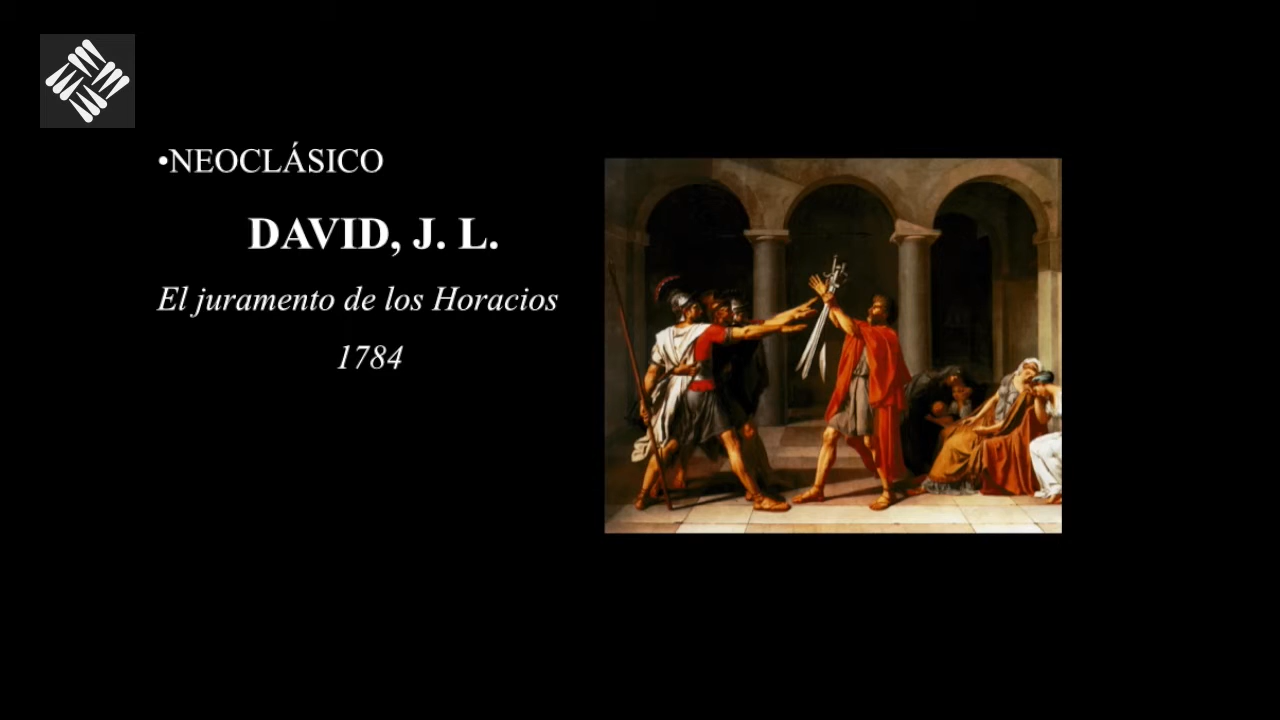 •NEOCLÁSICO
DAVID, J. L.
El juramento de los Horacios
1784